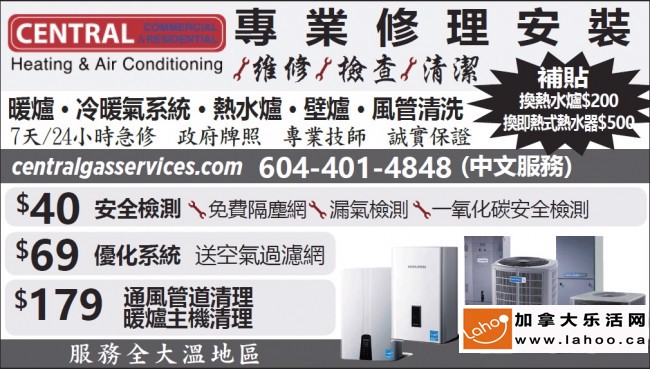 CENTRAL COMMERCIAL & RESIDENTIAL
Heating & Air Conditioning
專業修理安裝
維修 檢查 清潔
補貼
換熱水爐$200
換即熱式熱水器$500
暖爐・冷暖氣系統・熱水爐・壁爐・風管清洗
7天/24小時急修 政府牌照 專業技師 誠實保證
centralgasservices.com 604-401-4848 (中文服務)
$40 安全檢測 免費隔塵網 漏氣檢測 一氧化碳安全檢測
$69 優化系統 送空氣過濾網
$179 通風管道清理
暖爐主機清理
服務全大溫地區
Lahoo
加拿大乐活网
www.lahoo.ca